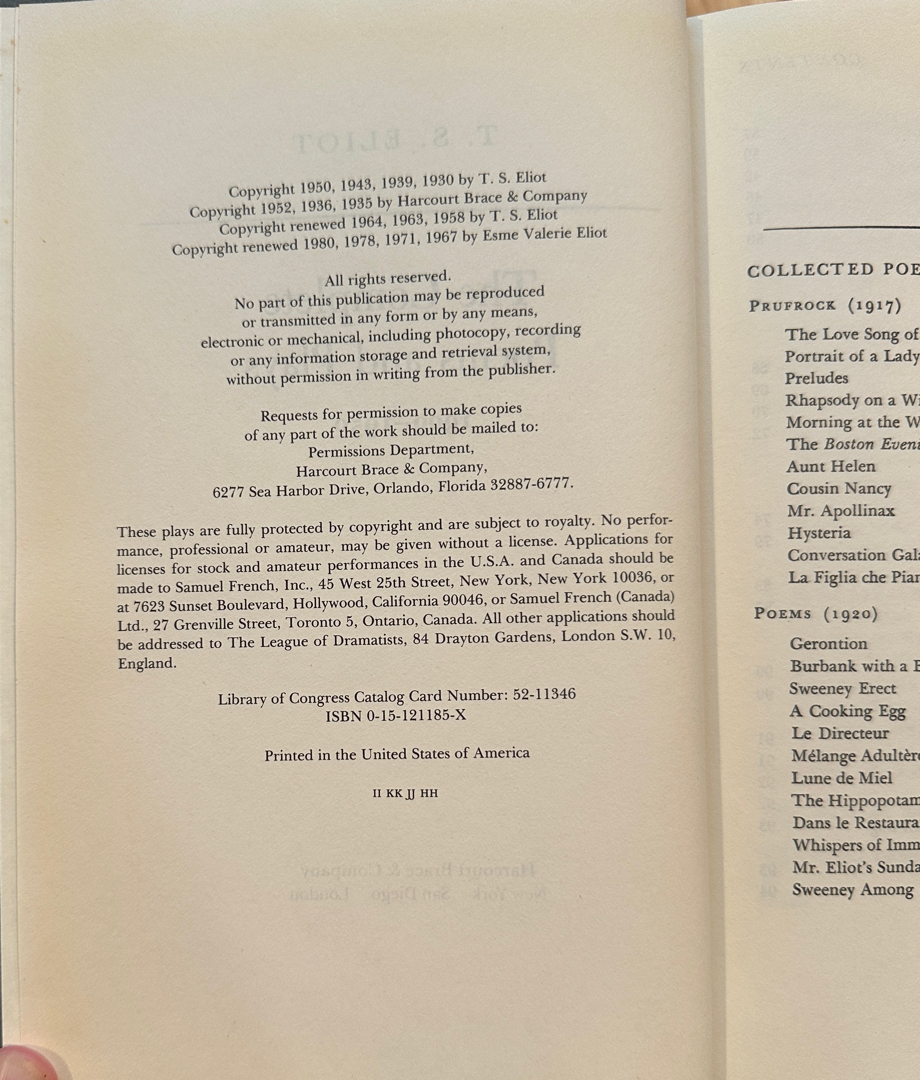 Copyright 1950, 1943, 1939, 1930 by T. S. Eliot
Copyright 1952, 1936, 1935 by Harcourt Brace & Company
Copyright renewed 1964, 1963, 1958 by T. S. Eliot
Copyright renewed 1980, 1978, 1971, 1967 by Esme Valerie Eliot
All rights reserved.
No part of this publication may be reproduced
or transmitted in any form or by any means,
electronic or mechanical, including photocopy, recording
or any information storage and retrieval system,
without permission in writing from the publisher.
Requests for permission to make copies
of any part of the work should be mailed to:
Permissions Department,
Harcourt Brace & Company,
6277 Sea Harbor Drive, Orlando, Florida 32887-6777.
These plays are fully protected by copyright and are subject to royalty. No perfor-
mance, professional or amateur, may be given without a license. Applications for
licenses for stock and amateur performances in the U.S.A. and Canada should be
made to Samuel French, Inc., 45 West 25th Street, New York, New York 10036, or
at 7623 Sunset Boulevard, Hollywood, California 90046, or Samuel French (Canada)
Ltd., 27 Grenville Street, Toronto 5, Ontario, Canada. All other applications should
be addressed to The League of Dramatists, 84 Drayton Gardens, London S.W. 10,
England.
Library of Congress Catalog Card Number: 52-11346
ISBN 0-15-121185-X
Printed in the United States of America
II KK JJ HH
COLLECTED POE
PRUFROCK (1917)
The Love Song of
Portrait of a Lady
Preludes
Rhapsody on a Wi
Morning at the W
The Boston Eveni
Aunt Helen
Cousin Nancy
Mr. Apollinax
Hysteria
Conversation Gala
La Figlia che Pian
POEMS (1920)
Gerontion
Burbank with a B
Sweeney Erect
A Cooking Egg
Le Directeur
Mélange Adultère
Lune de Miel
The Hippopotam
Dans le Restaura
Whispers of Imm
Mr. Eliot's Sunda
Sweeney Among